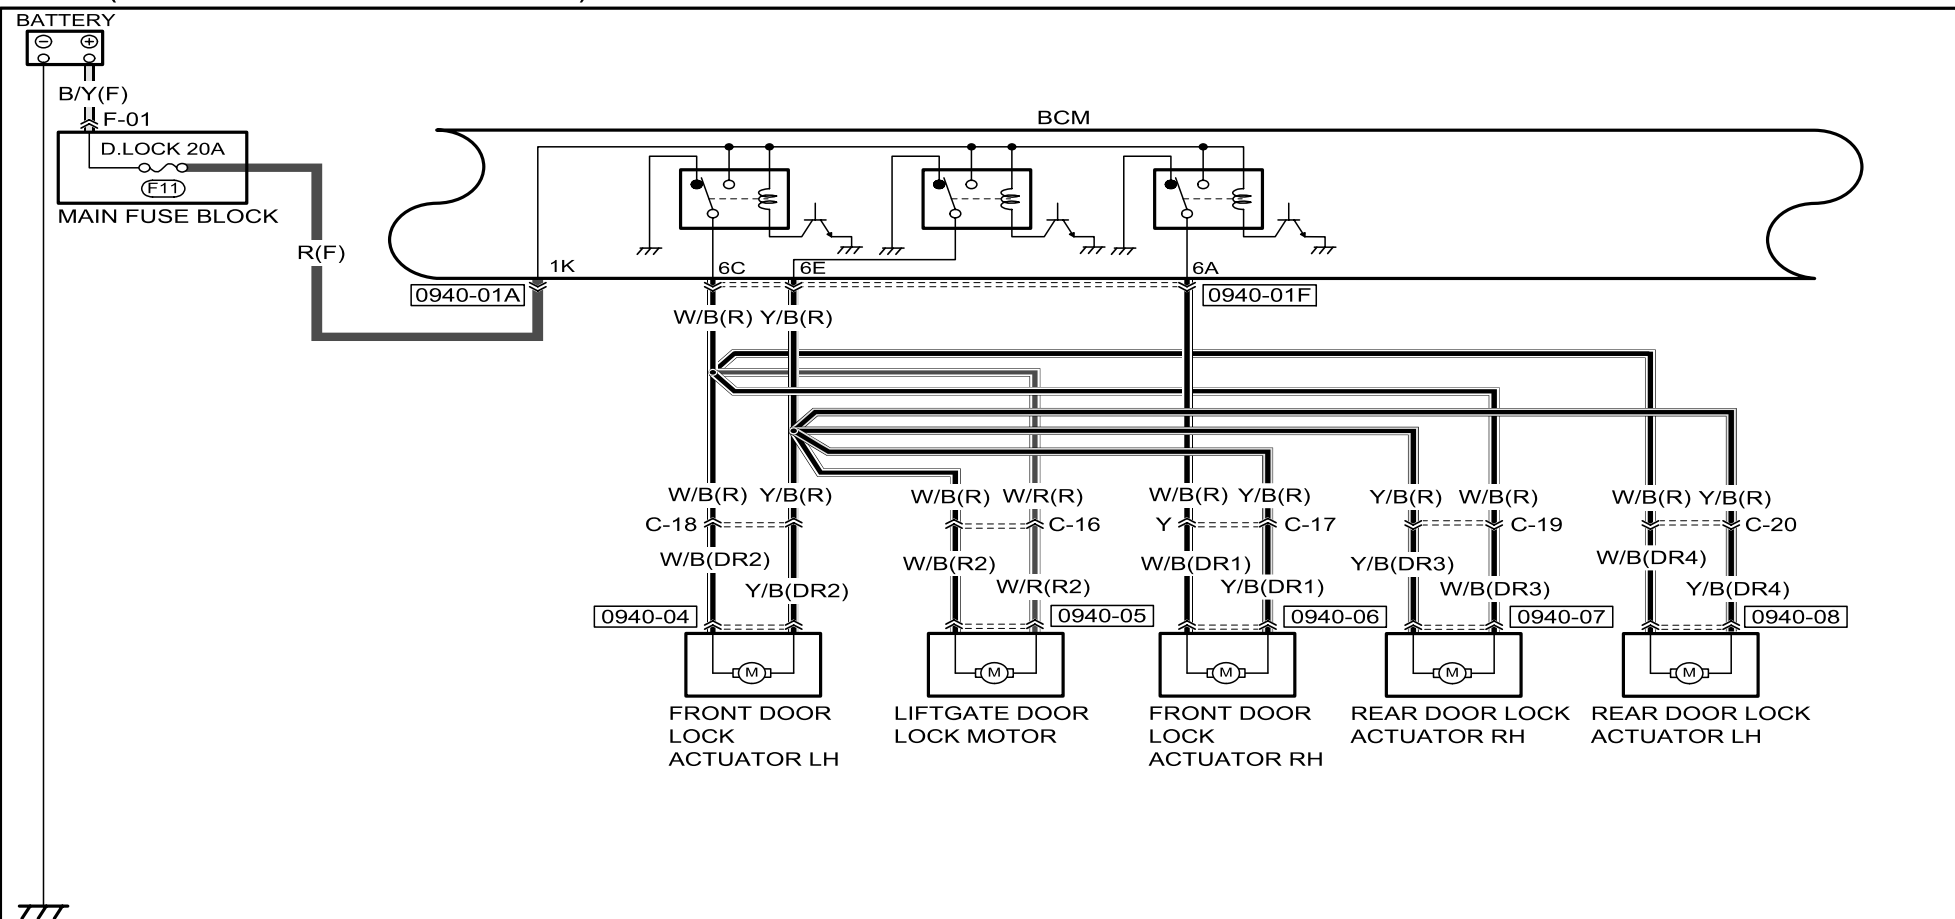 BATTERY
B/Y(F)
F-01
D.LOCK 20A
F11
MAIN FUSE BLOCK
R(F)
BCM
1K
6C
6E
6A
0940-01A
0940-01F
W/B(R) Y/B(R)
W/B(R) Y/B(R)
W/B(R) W/R(R)
W/B(R) Y/B(R)
Y/B(R) W/B(R)
W/B(R) Y/B(R)
C-18
C-16
Y
C-17
C-19
C-20
W/B(DR2)
Y/B(DR2)
W/B(R2)
W/R(R2)
W/B(DR1)
Y/B(DR1)
Y/B(DR3)
W/B(DR3)
W/B(DR4)
Y/B(DR4)
0940-04
0940-05
0940-06
0940-07
0940-08
M
M
M
M
M
FRONT DOOR
LOCK
ACTUATOR LH
LIFTGATE DOOR
LOCK MOTOR
FRONT DOOR
LOCK
ACTUATOR RH
REAR DOOR LOCK
ACTUATOR RH
REAR DOOR LOCK
ACTUATOR LH